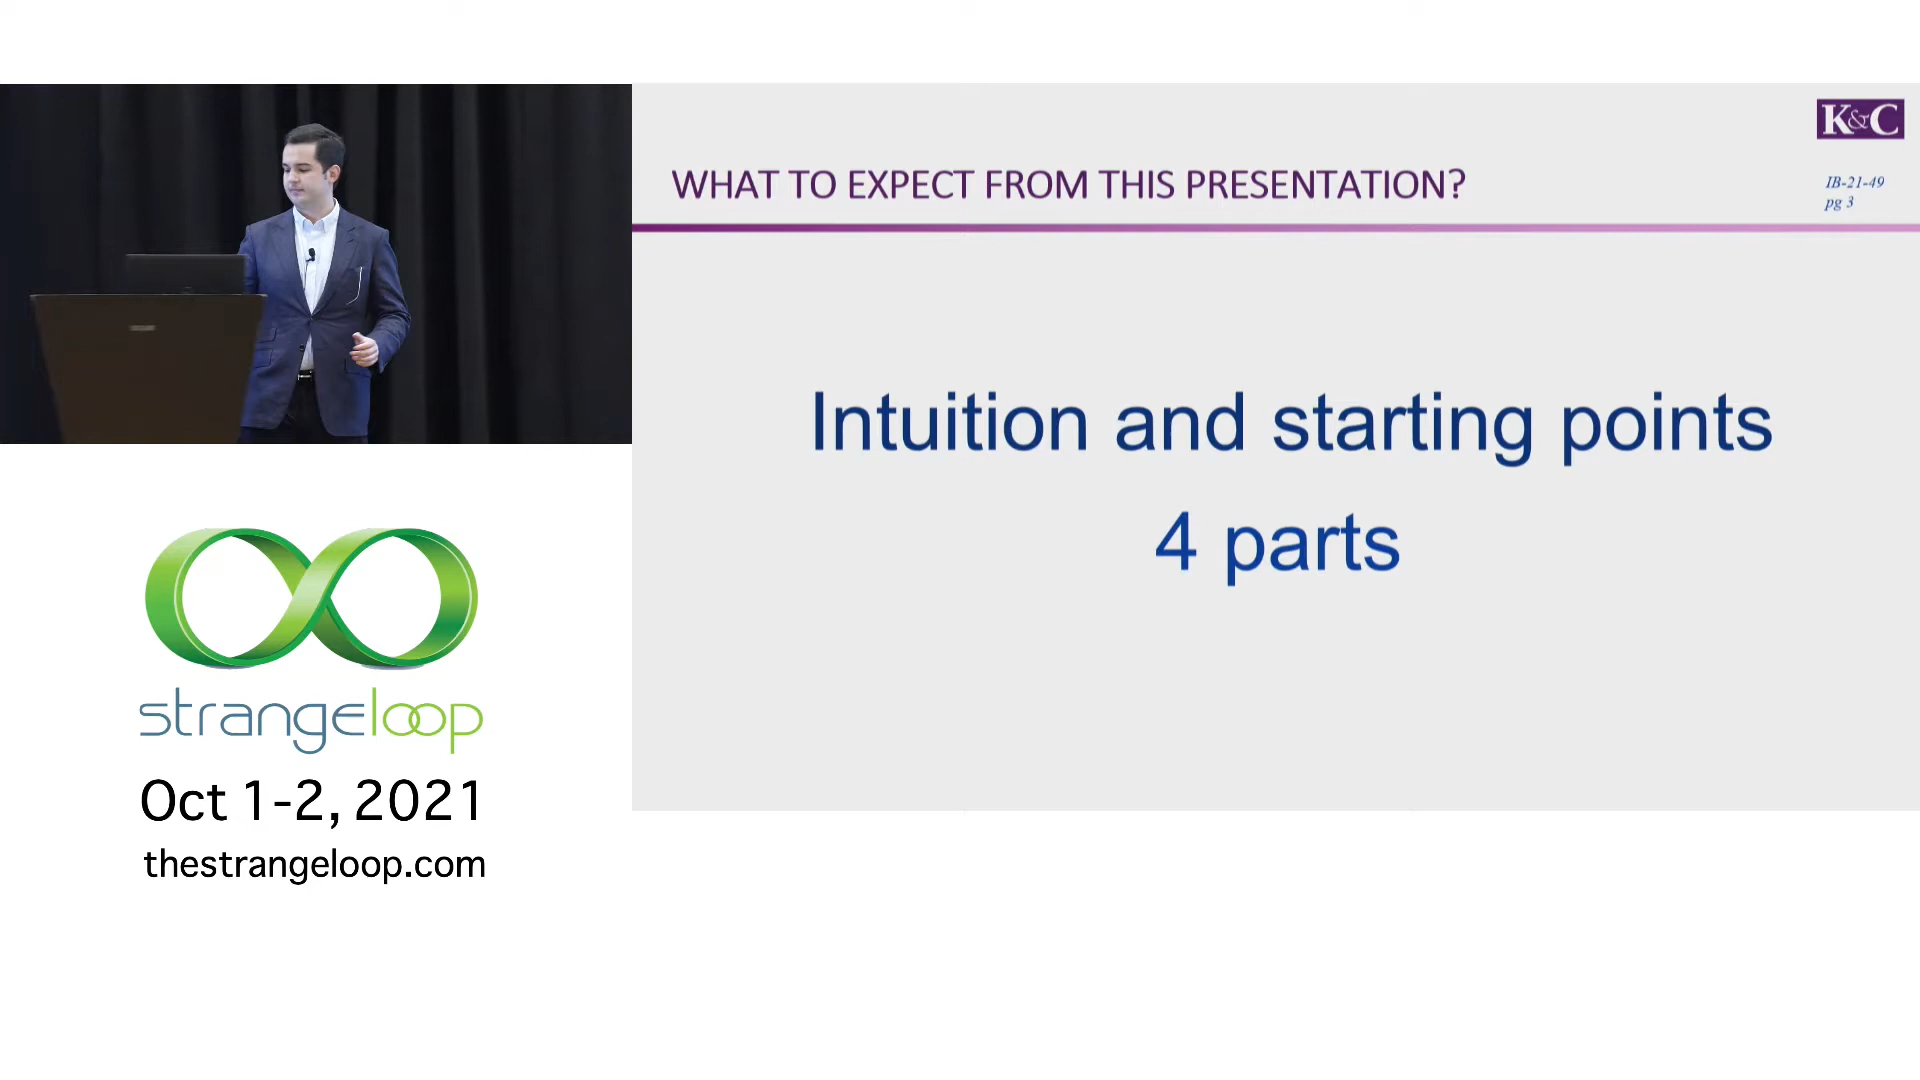 K&C
WHAT TO EXPECT FROM THIS PRESENTATION?
IB-21-49
pg 3
Intuition and starting points
4 parts
strangeloop
Oct 1-2, 2021
thestrangeloop.com